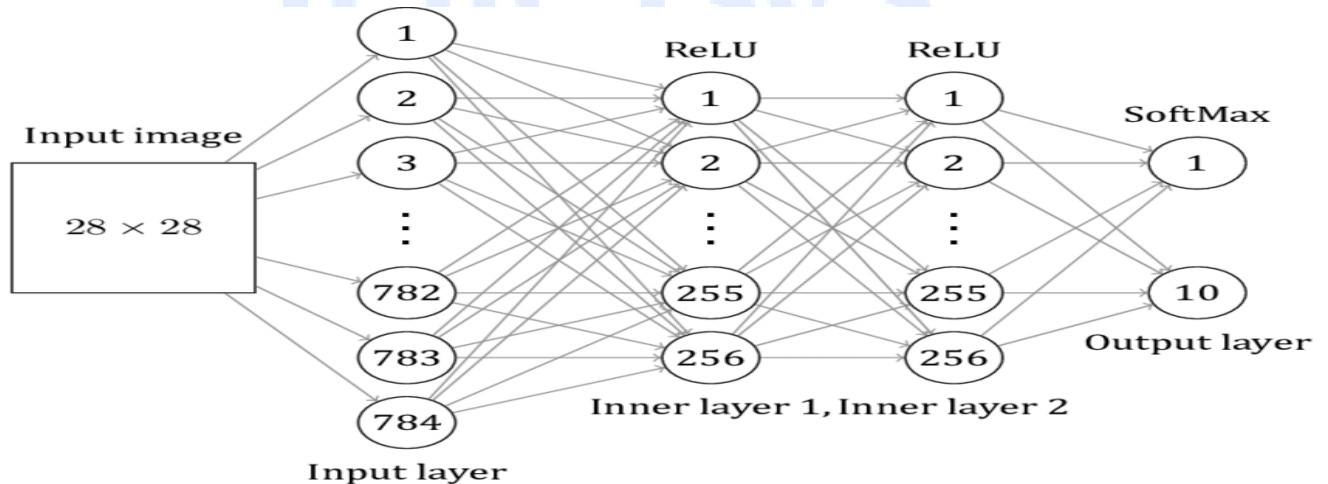 Input image
28 × 28
1
2
3
⋮
782
783
784
Input layer
ReLU
1
2
⋮
255
256
ReLU
1
2
⋮
255
256
Inner layer 1, Inner layer 2
SoftMax
1
10
Output layer